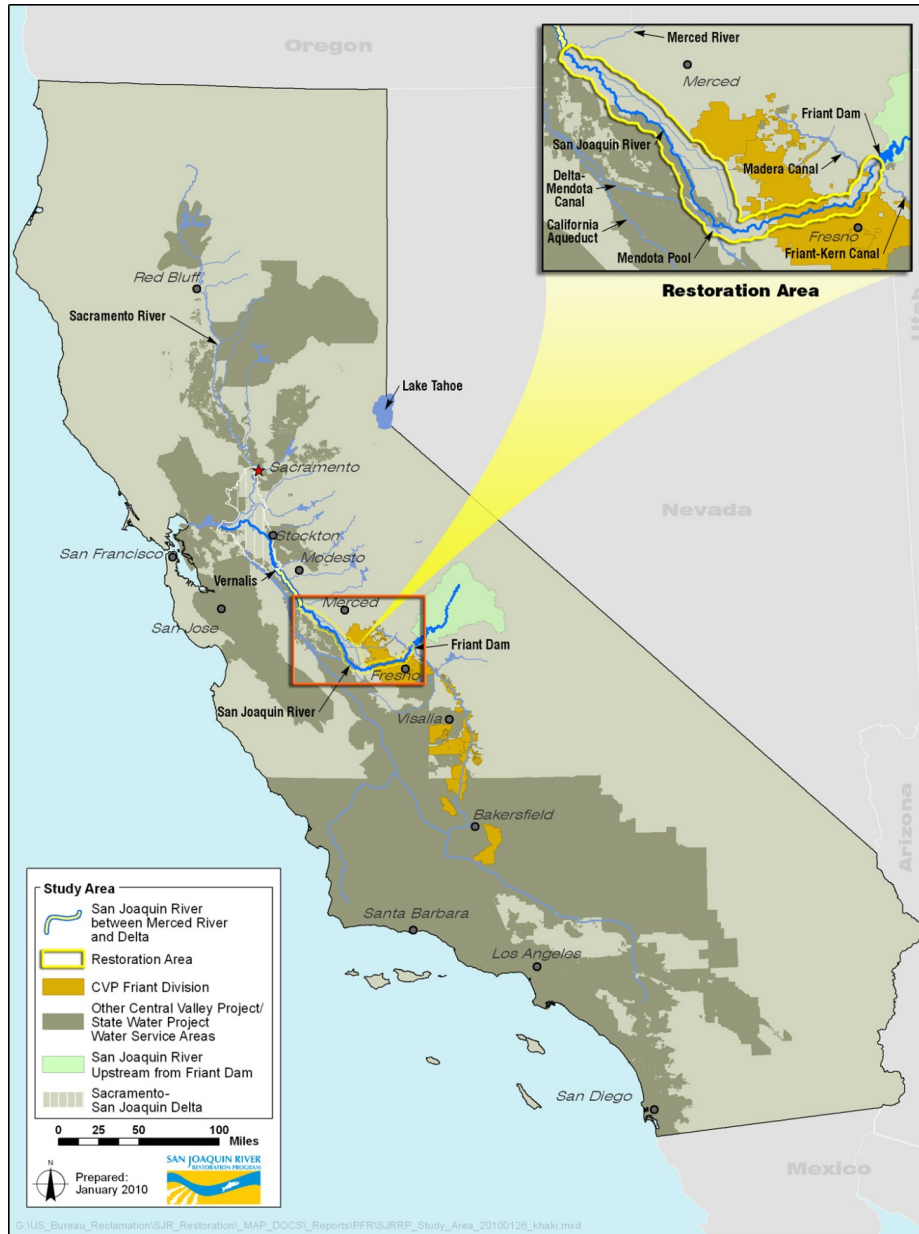 Oregon
Merced River
Merced
Friant Dam
San Joaquin River
Madera Canal
Delta-
Mendota
Canal
California
Aqueduct
Fresno
Mendota Pool
Friant-Kern Canal
Restoration Area
Utah
Red Bluff
Sacramento River
Lake Tahoe
Sacramento
Nevada
Stockton
San Francisco
Modesto
Vernalis
Merced
San Jose
Friant Dam
Fresno
San Joaquin River
Visalia
Arizona
Bakersfield
Santa Barbara
Los Angeles
San Diego
Mexico
Study Area
San Joaquin River
between Merced River
and Delta
Restoration Area
CVP Friant Division
Other Central Valley Project/
State Water Project
Water Service Areas
San Joaquin River
Upstream from Friant Dam
Sacramento-
San Joaquin Delta
0 25 50 100
Miles
N
Prepared:
January 2010
SAN JOAQUIN RIVER
RESTORATION PROGRAM
G:\US_Bureau_Reclamation\SJR_Restoration\_MAP_DOCS\_Reports\PFR\SJRRP_Study_Area_20100126_khaki.mxd